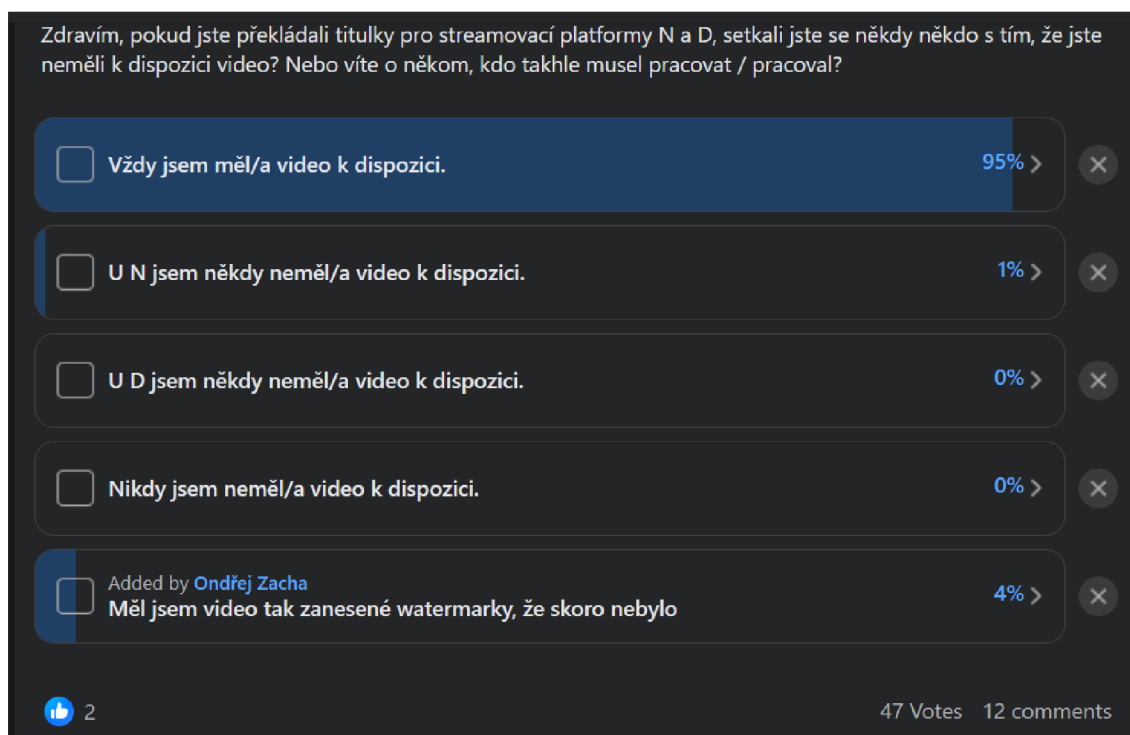 Zdravím, pokud jste překládali titulky pro streamovací platformy N a D, setkali jste se někdy někdo s tím, že jste
neměli k dispozici video? Nebo víte o někom, kdo takhle musel pracovat / pracoval?
Vždy jsem měl/a video k dispozici.
95%
U N jsem někdy neměl/a video k dispozici.
1%
U D jsem někdy neměl/a video k dispozici.
0%
Nikdy jsem neměl/a video k dispozici.
0%
Added by Ondřej Zacha
Měl jsem video tak zanesené watermarky, že skoro nebylo
4%
2
47 Votes 12 comments